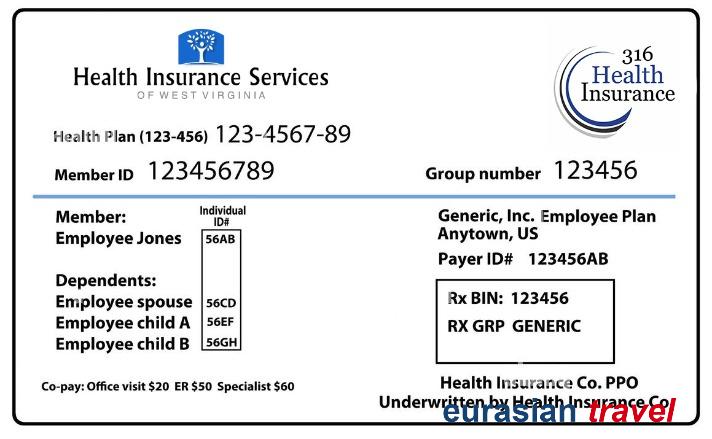 Health Insurance Services
OF WEST VIRGINIA
316
Health
Insurance
Health Plan (123-456) 123-4567-89
Member ID 123456789
Group number 123456
Member:
Individual
ID#
Employee Jones 56AB
Dependents:
Employee spouse 56CD
Employee child A 56EF
Employee child B 56GH
Generic, Inc. Employee Plan
Anytown, US
Payer ID# 123456AB
Rx BIN: 123456
RX GRP GENERIC
Co-pay: Office visit $20 ER $50 Specialist $60
Health Insurance Co. PPO
Underwritten by Health Insurance Co.
eurasian travel